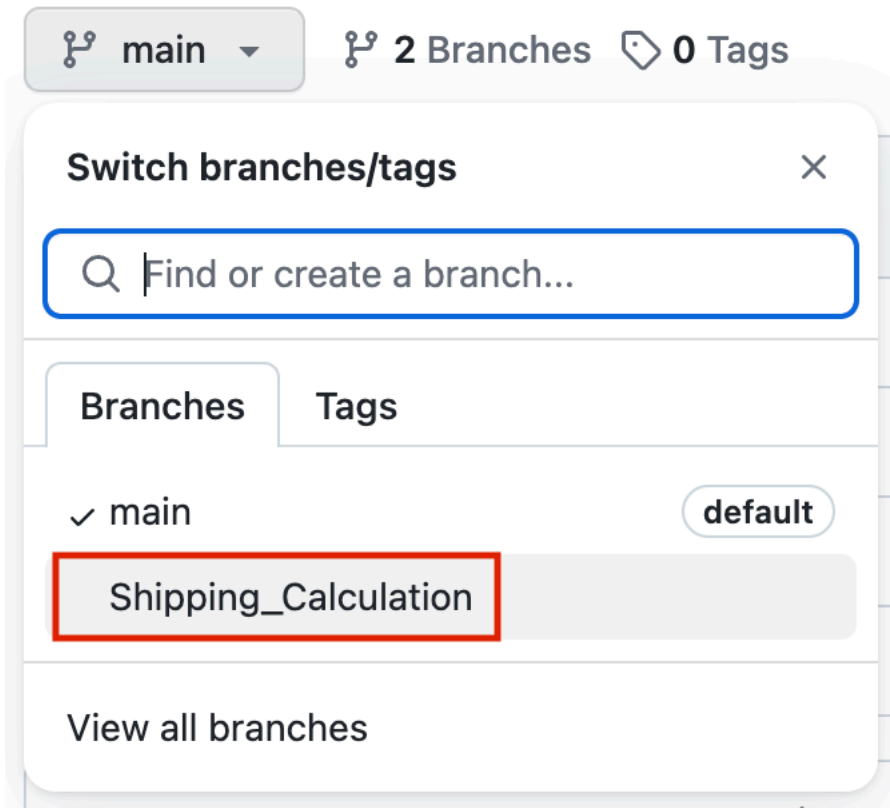 main 2 Branches 0 Tags
Switch branches/tags
Find or create a branch...
Branches Tags
main default
Shipping_Calculation
View all branches